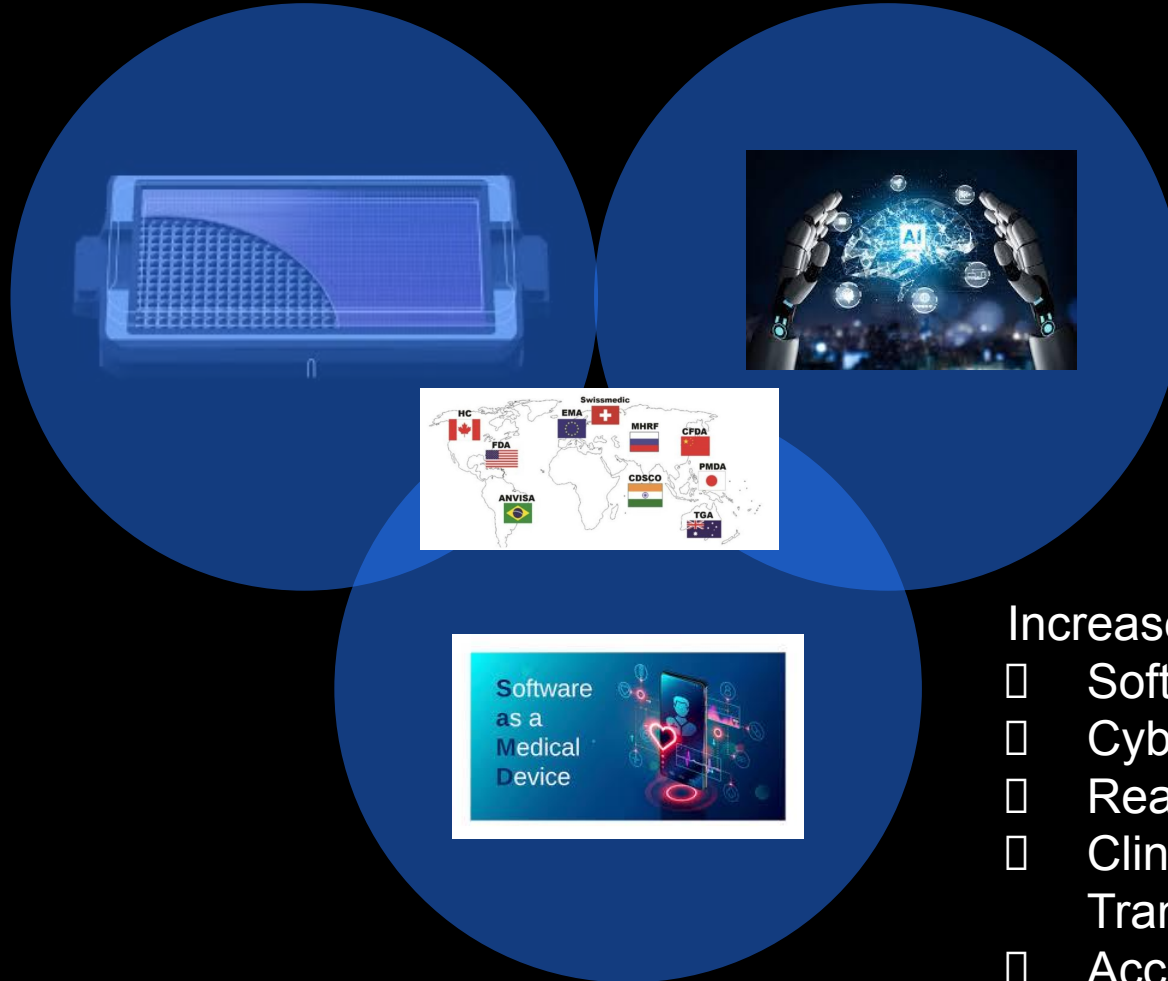 AI
Swissmedic
HC
EMA
MHRF
CFDA
FDA
PMDA
CDSCO
ANVISA
TGA
Software
as a
Medical
Device
Increase
Soft
Cyb
Rea
Clin
Tran
Acc